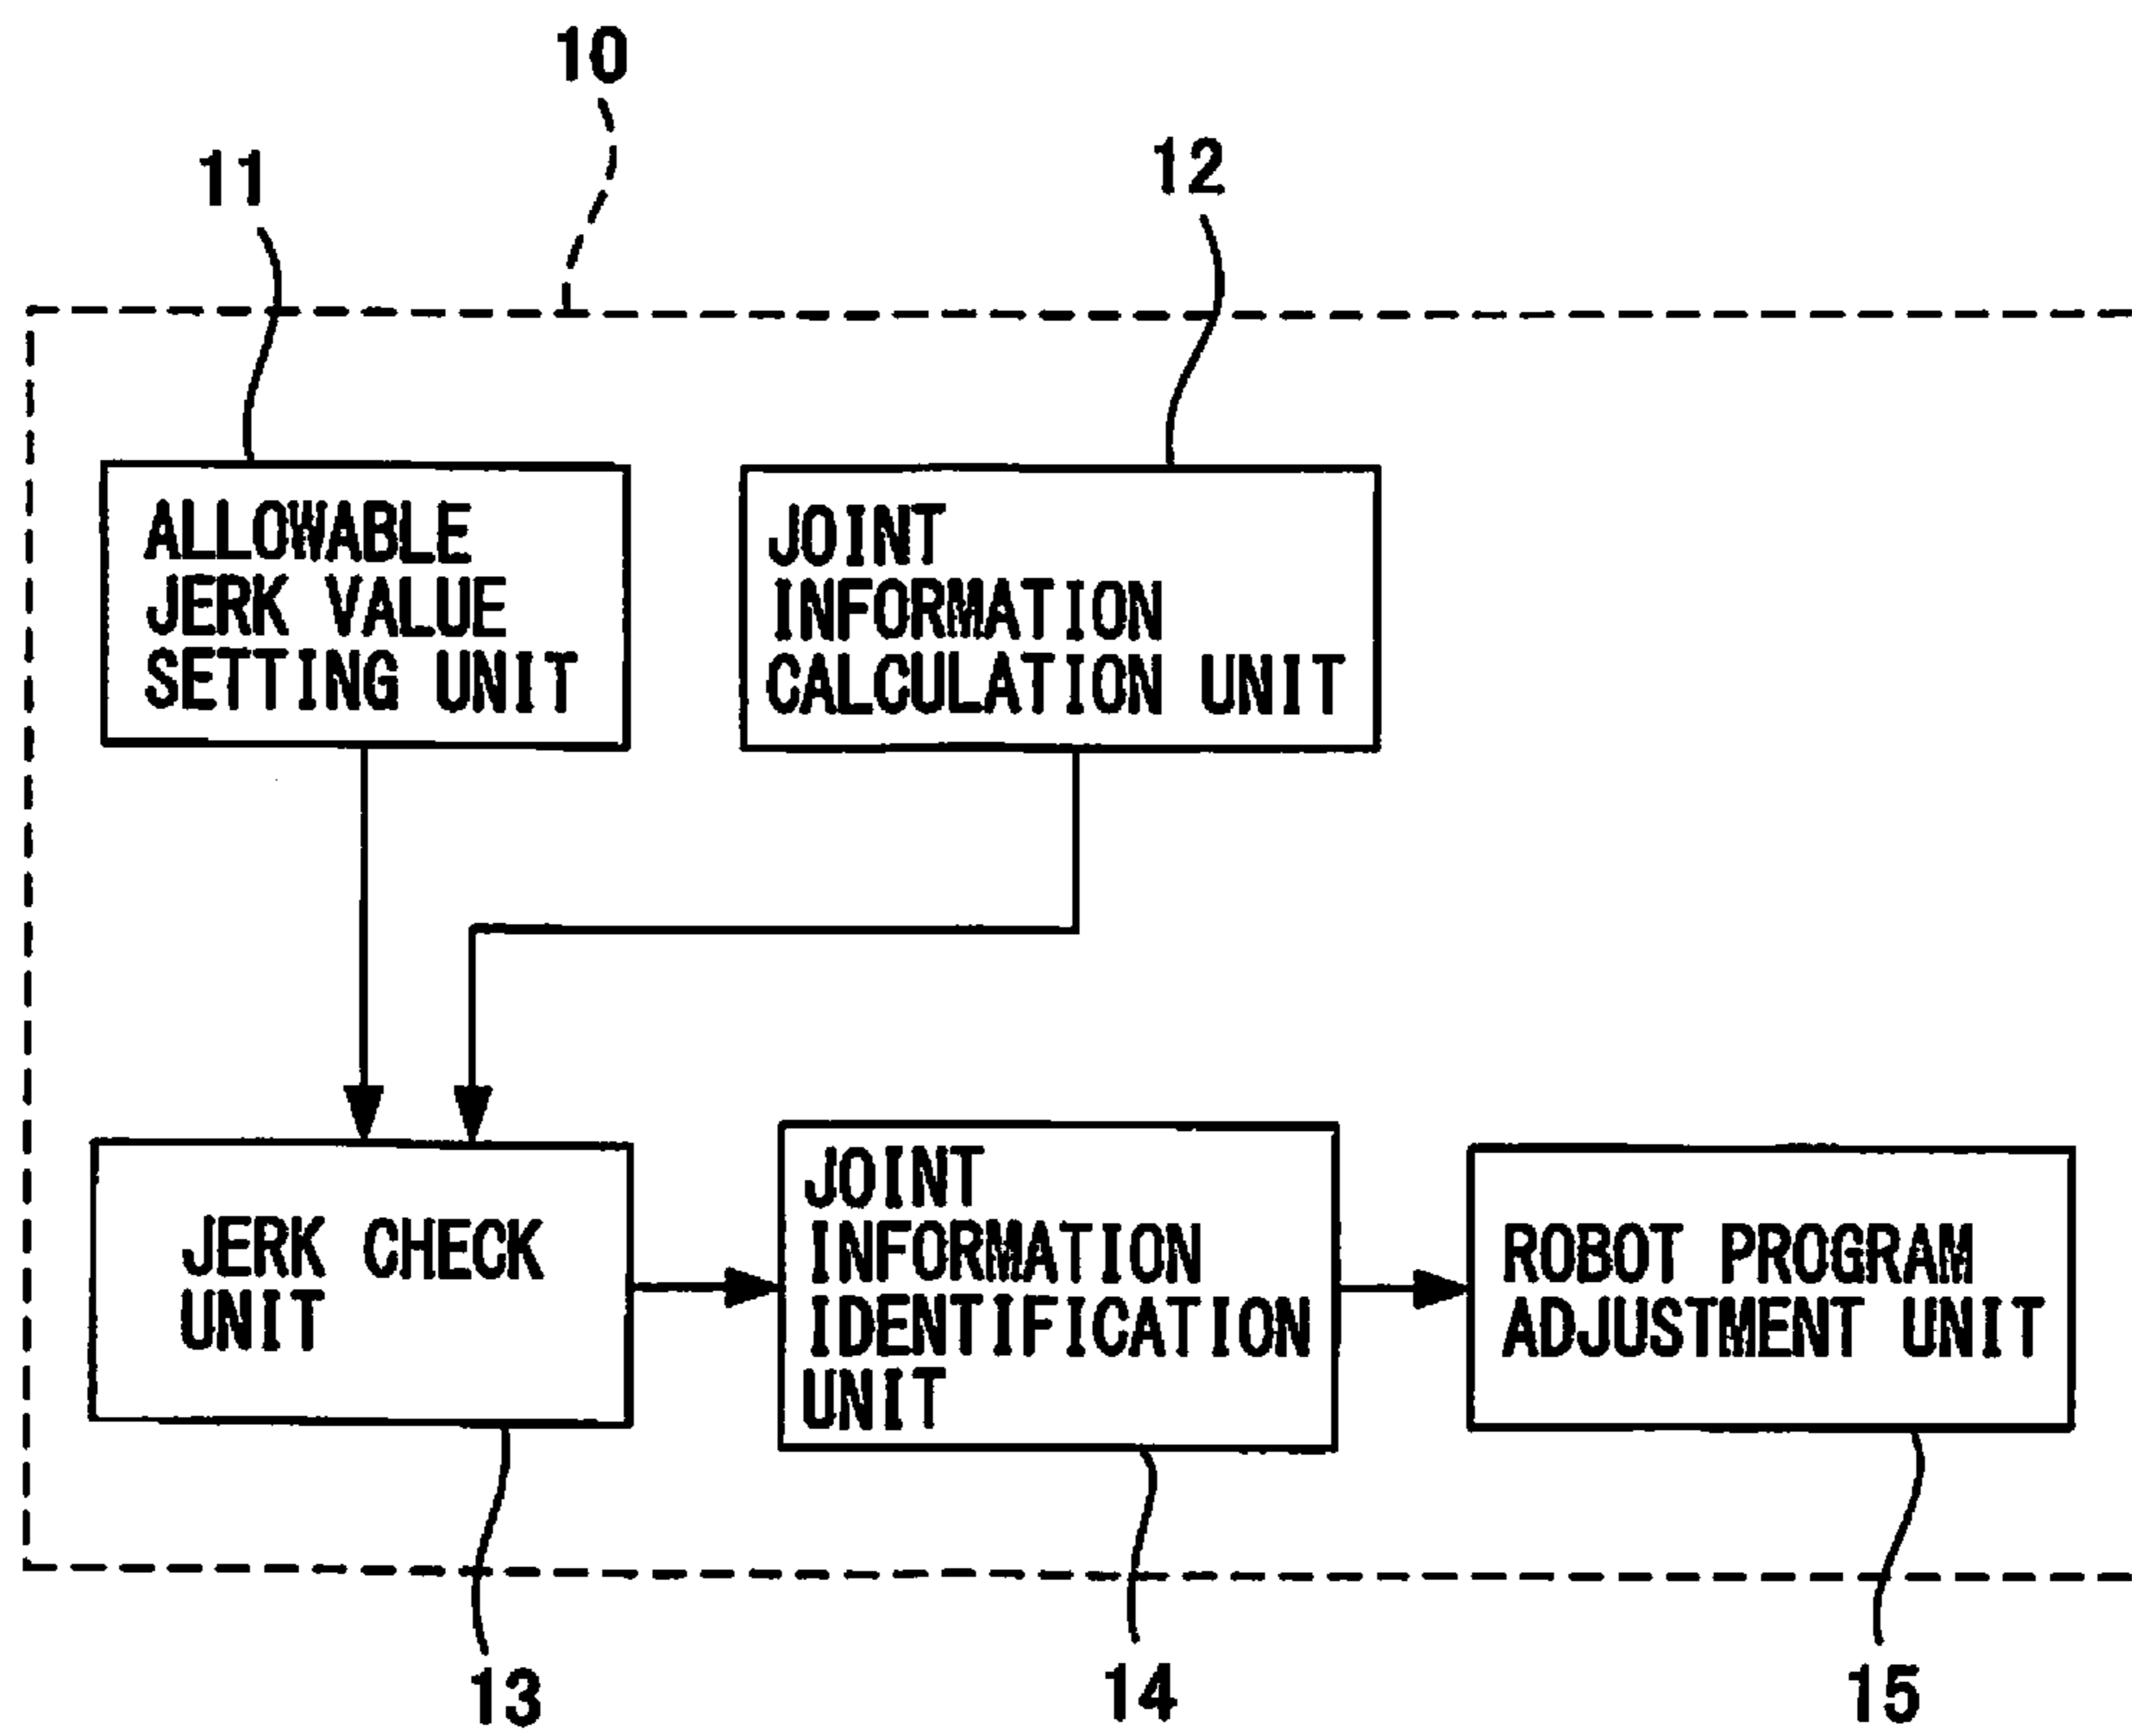 10
11
12
ALLOWABLE
JERK VALUE
SETTING UNIT
JOINT
INFORMATION
CALCULATION UNIT
JERK CHECK
UNIT
JOINT
INFORMATION
IDENTIFICATION
UNIT
ROBOT PROGRAM
ADJUSTMENT UNIT
13
14
15